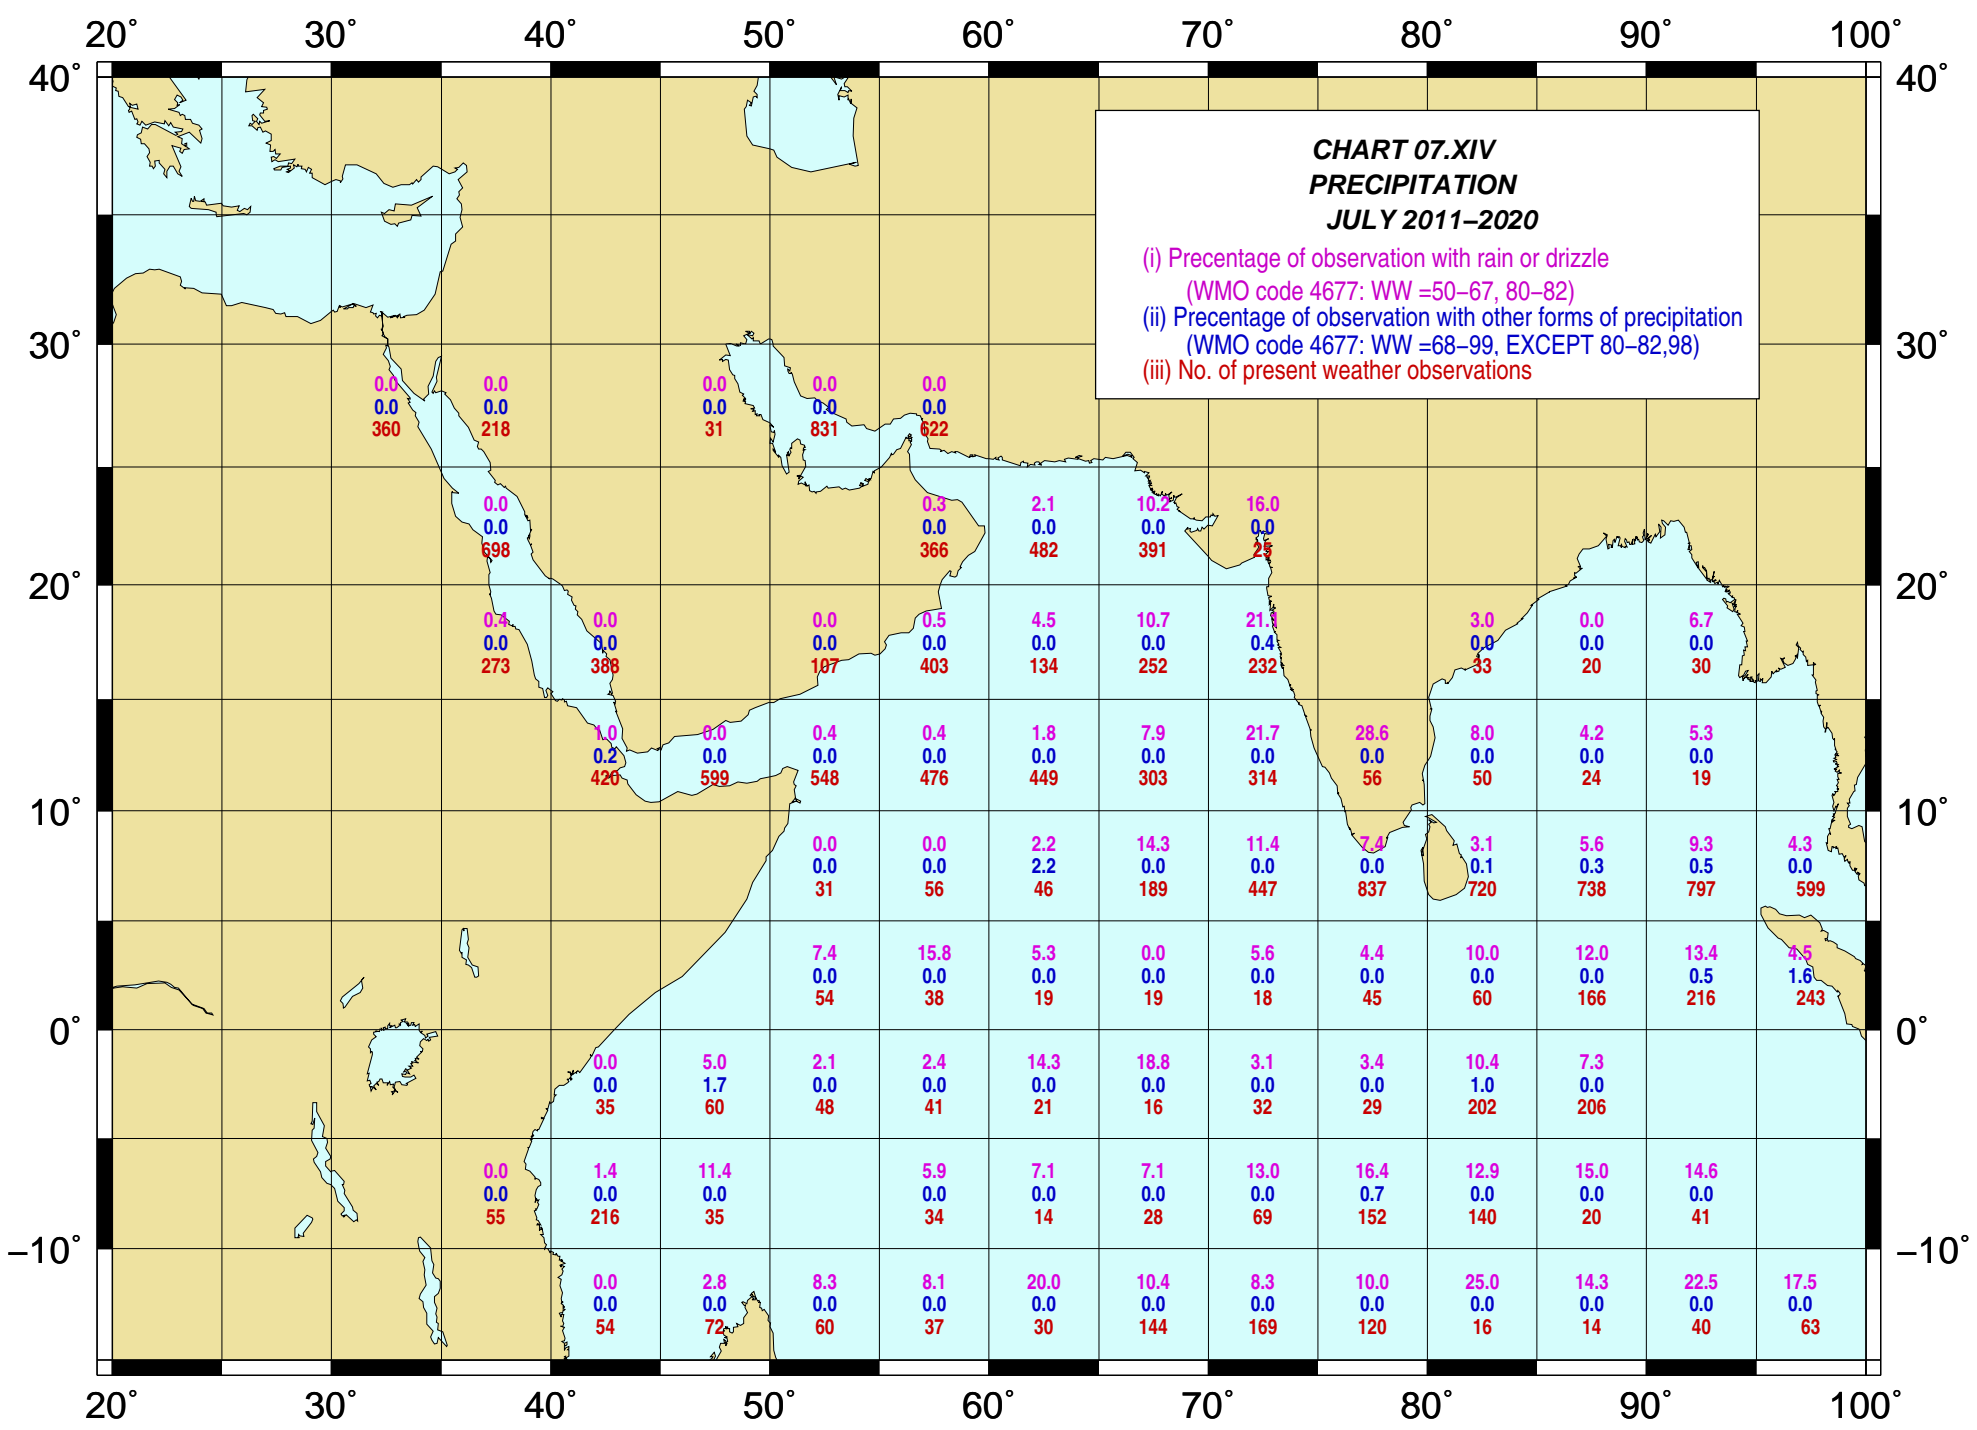 20° 30° 40° 50° 60° 70° 80° 90° 100°
40° 40°
CHART 07.XIV
PRECIPITATION
JULY 2011–2020
(i) Precentage of observation with rain or drizzle
(WMO code 4677: WW =50–67, 80–82)
(ii) Precentage of observation with other forms of precipitation
(WMO code 4677: WW =68–99, EXCEPT 80–82,98)
(iii) No. of present weather observations
30° 30°
0.0 0.0 0.0 0.0 0.0
0.0 0.0 0.0 0.0 0.0
360 218 31 831 622
0.0 0.3 2.1 10.2 16.0
0.0 0.0 0.0 0.0 0.0
698 366 482 391 25
20° 20°
0.4 0.0 0.0 0.5 4.5 10.7 21.1 3.0 0.0 6.7
0.0 0.0 0.0 0.0 0.0 0.0 0.4 0.0 0.0 0.0
273 388 107 403 134 252 232 33 20 30
1.0 0.0 0.4 0.4 1.8 7.9 21.7 28.6 8.0 4.2 5.3
0.2 0.0 0.0 0.0 0.0 0.0 0.0 0.0 0.0 0.0 0.0
420 599 548 476 449 303 314 56 50 24 19
10° 10°
0.0 0.0 2.2 14.3 11.4 7.4 3.1 5.6 9.3 4.3
0.0 0.0 2.2 0.0 0.0 0.0 0.1 0.3 0.5 0.0
31 56 46 189 447 837 720 738 797 599
7.4 15.8 5.3 0.0 5.6 4.4 10.0 12.0 13.4 4.5
0.0 0.0 0.0 0.0 0.0 0.0 0.0 0.0 0.5 1.6
54 38 19 19 18 45 60 166 216 243
0° 0°
0.0 5.0 2.1 2.4 14.3 18.8 3.1 3.4 10.4 7.3
0.0 1.7 0.0 0.0 0.0 0.0 0.0 0.0 1.0 0.0
35 60 48 41 21 16 32 29 202 206
0.0 1.4 11.4 5.9 7.1 7.1 13.0 16.4 12.9 15.0 14.6
0.0 0.0 0.0 0.0 0.0 0.0 0.0 0.7 0.0 0.0 0.0
55 216 35 34 14 28 69 152 140 20 41
–10° –10°
0.0 2.8 8.3 8.1 20.0 10.4 8.3 10.0 25.0 14.3 22.5 17.5
0.0 0.0 0.0 0.0 0.0 0.0 0.0 0.0 0.0 0.0 0.0 0.0
54 72 60 37 30 144 169 120 16 14 40 63
20° 30° 40° 50° 60° 70° 80° 90° 100°